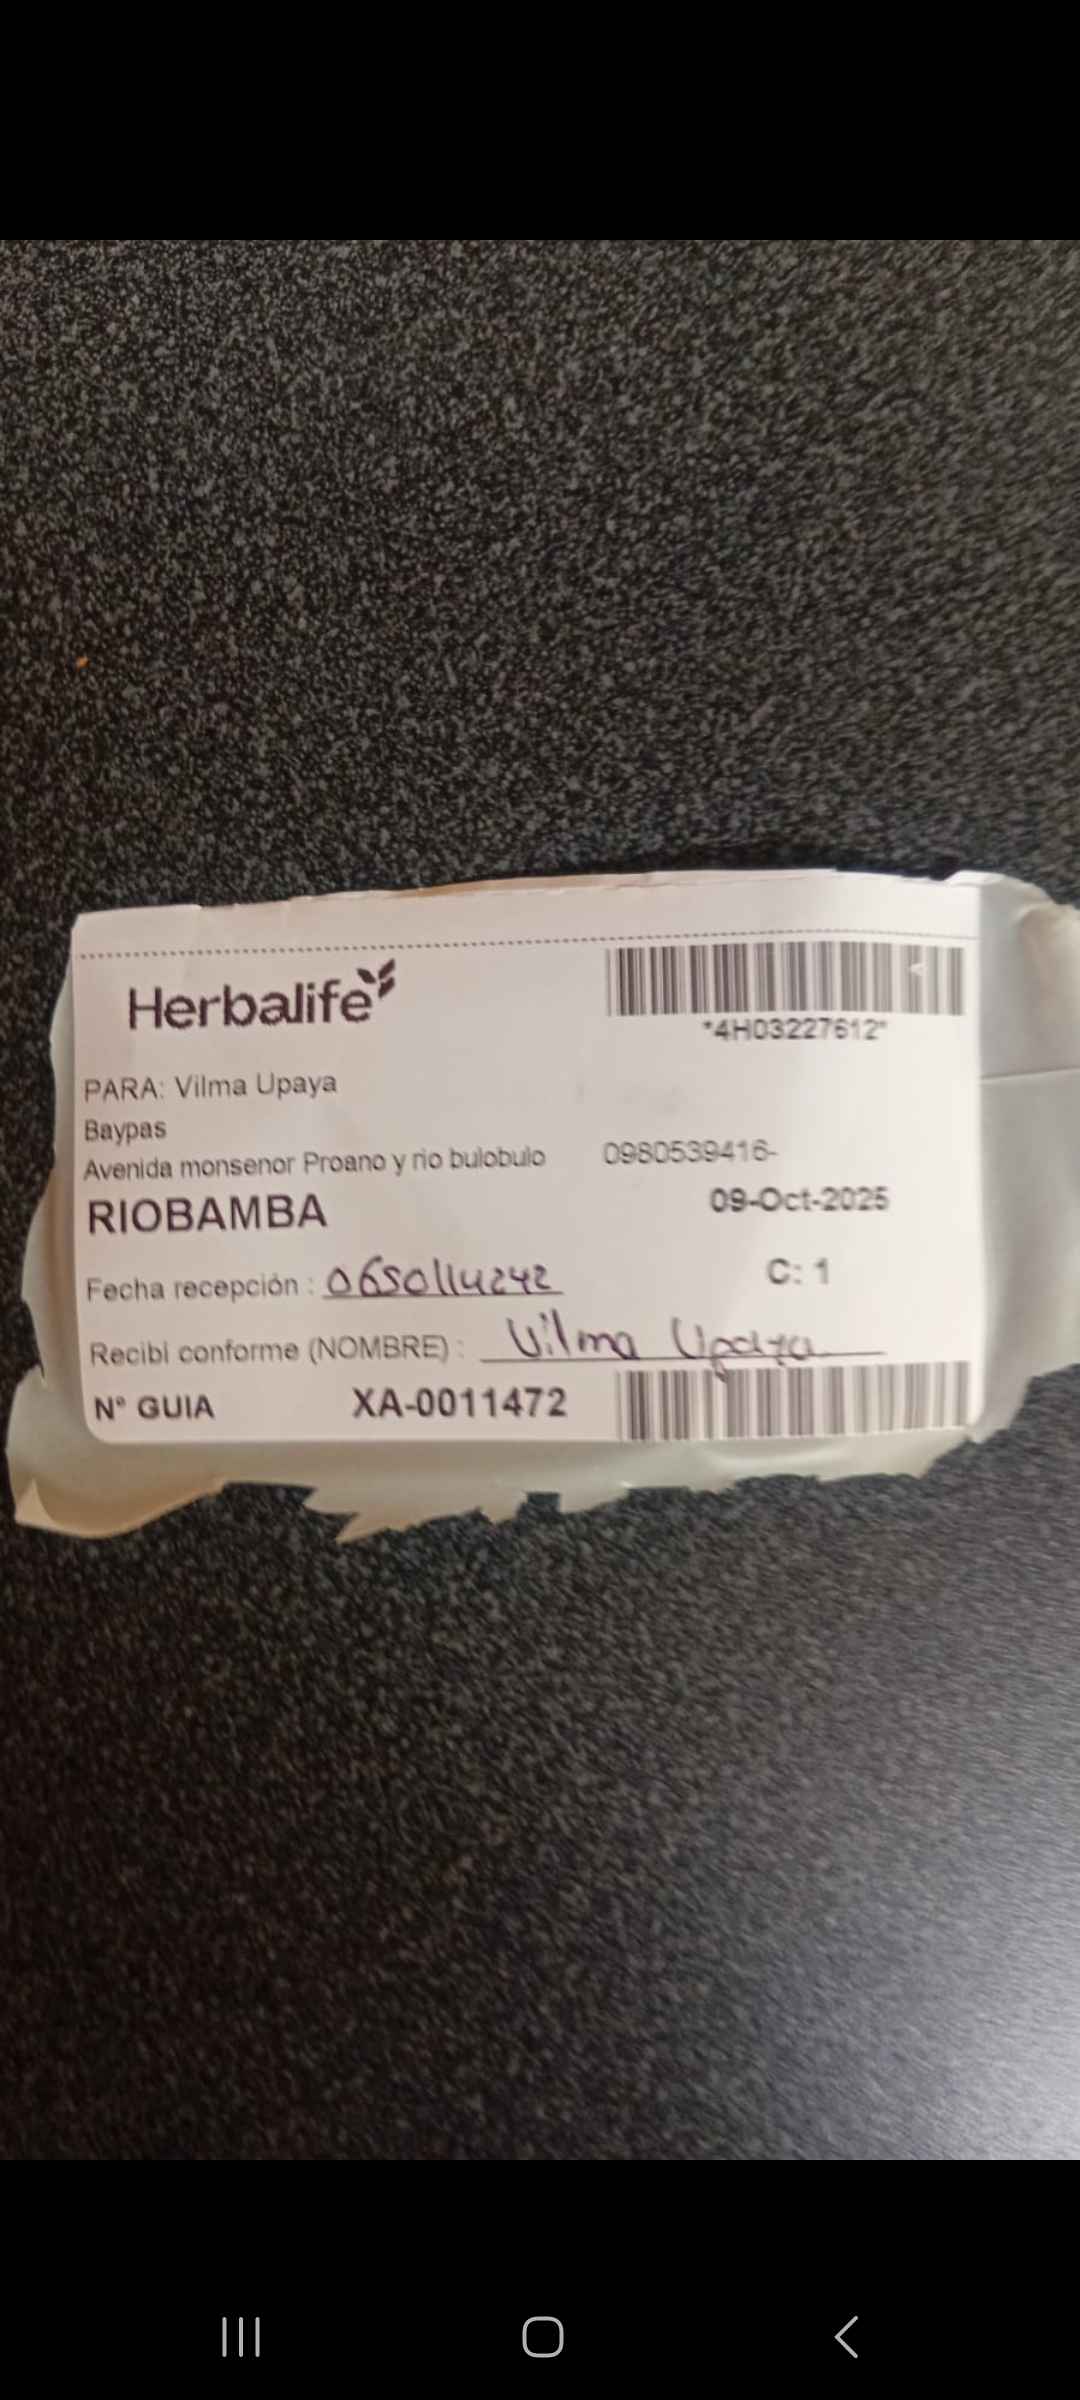 Herbalife
*4H03227612*
PARA: Vilma Upaya
Baypas
Avenida monsenor Proano y rio bulobulo 0980539416-
RIOBAMBA 09-Oct-2025
Fecha recepción : 0650114242 C: 1
Recibi conforme (NOMBRE) : Vilma Upaya
N° GUIA XA-0011472